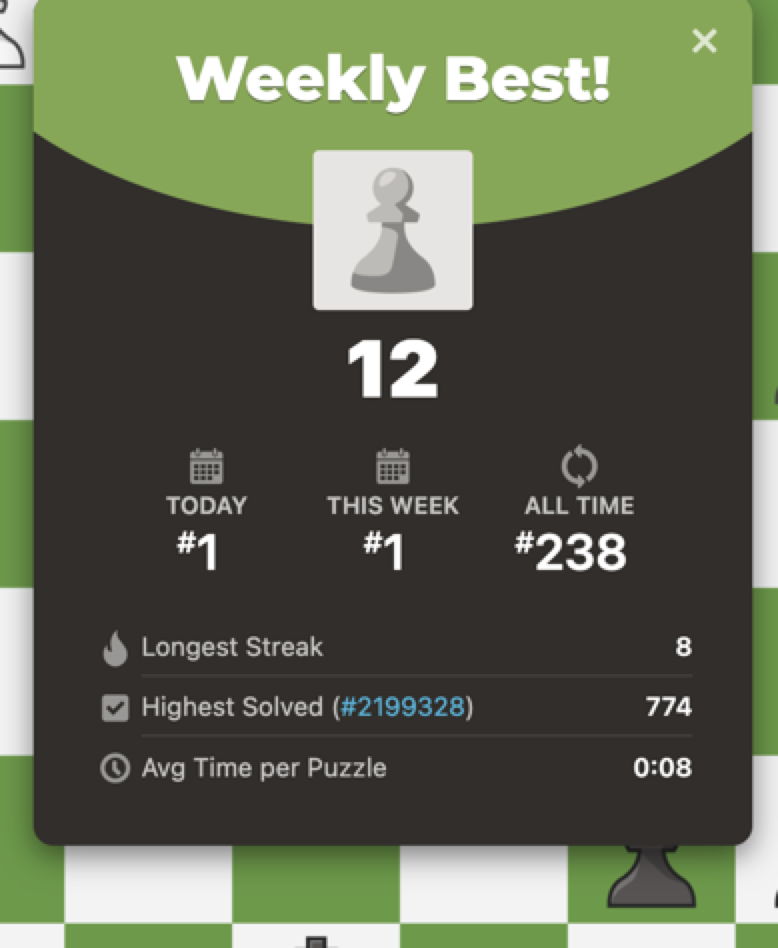 Weekly Best!
12
TODAY THIS WEEK ALL TIME
#1 #1 #238
Longest Streak 8
Highest Solved (#2199328) 774
Avg Time per Puzzle 0:08